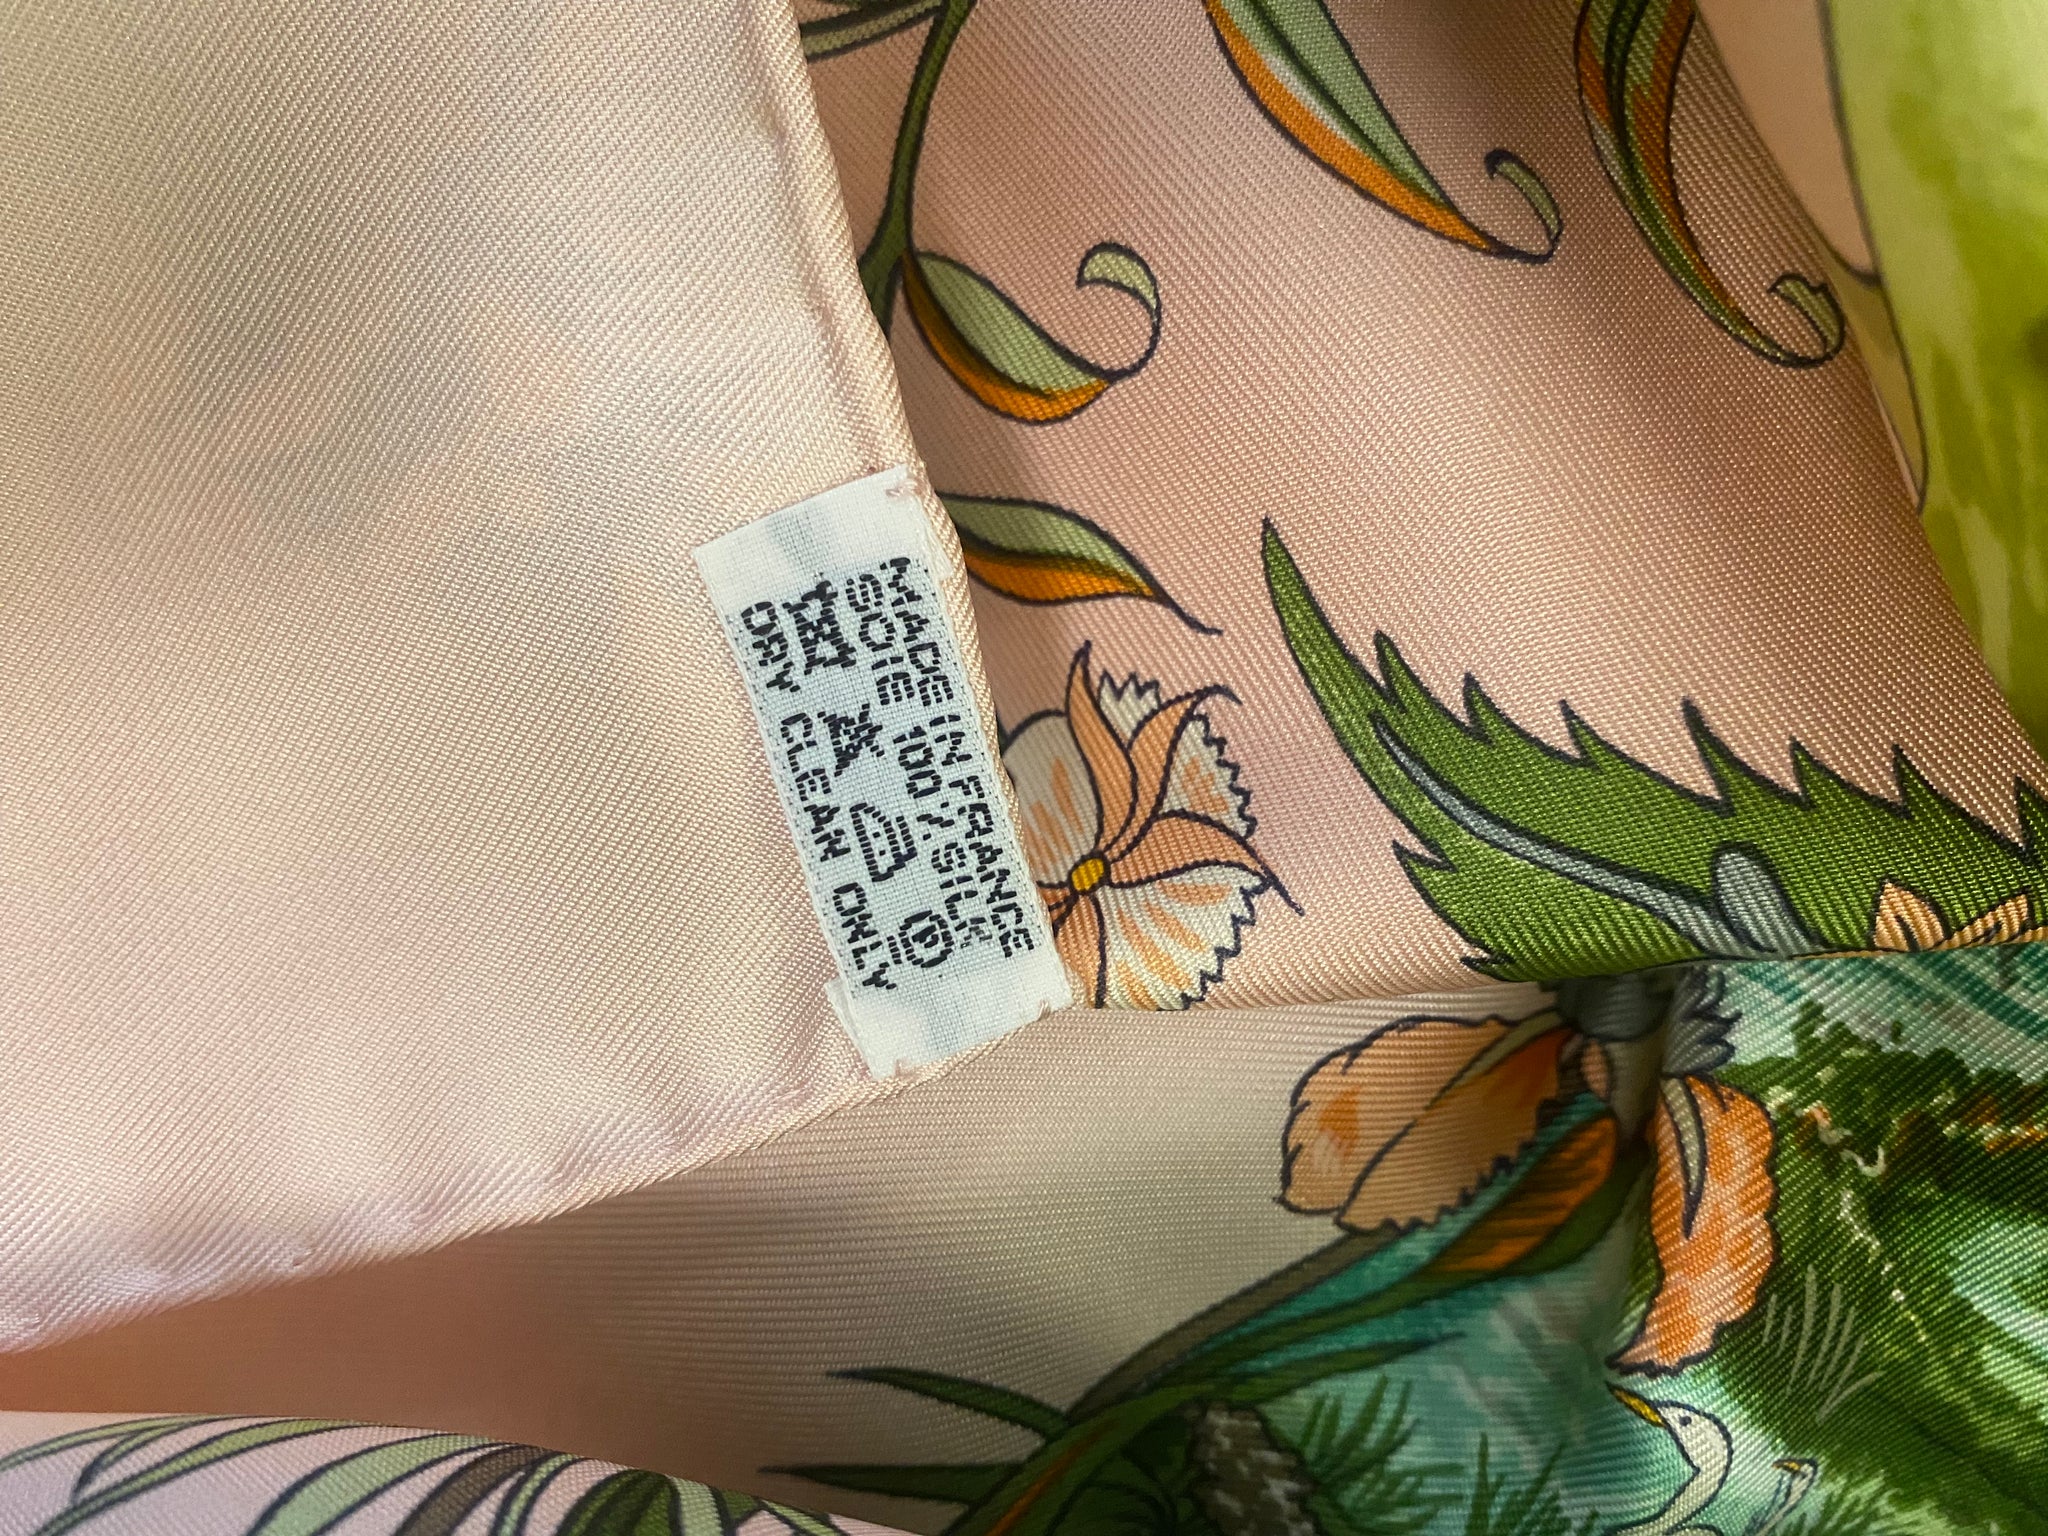 MADE IN FRANCE
SOIE 100% SILK
P
DRY CLEAN ONLY